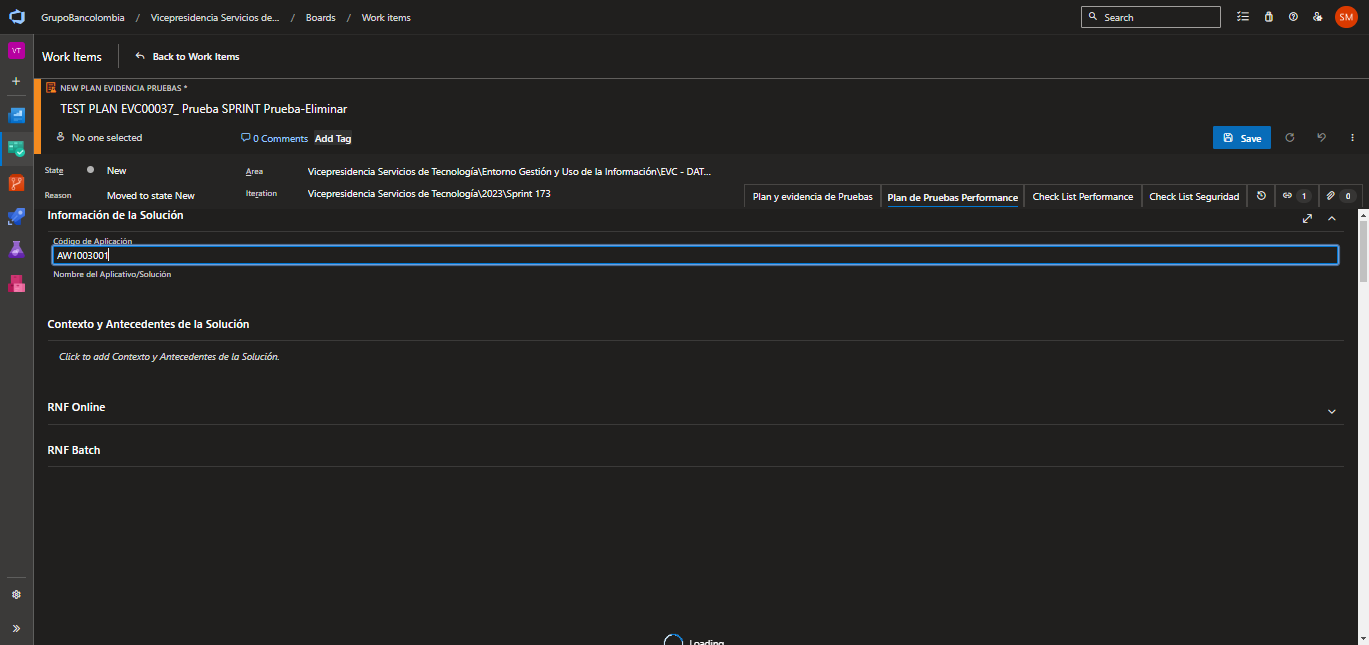 GrupoBancolombia / Vicepresidencia Servicios de... / Boards / Work items
Search
SM
VT
Work Items
Back to Work Items
NEW PLAN EVIDENCIA PRUEBAS *
TEST PLAN EVC00037_ Prueba SPRINT Prueba-Eliminar
No one selected
0 Comments
Add Tag
Save
State
New
Area
Vicepresidencia Servicios de Tecnología\Entorno Gestión y Uso de la Información\EVC - DAT...
Reason
Moved to state New
Iteration
Vicepresidencia Servicios de Tecnología\2023\Sprint 173
Plan y evidencia de Pruebas
Plan de Pruebas Performance
Check List Performance
Check List Seguridad
1
0
Información de la Solución
Código de Aplicación
AW1003001
Nombre del Aplicativo/Solución
Contexto y Antecedentes de la Solución
Click to add Contexto y Antecedentes de la Solución.
RNF Online
RNF Batch
Loading